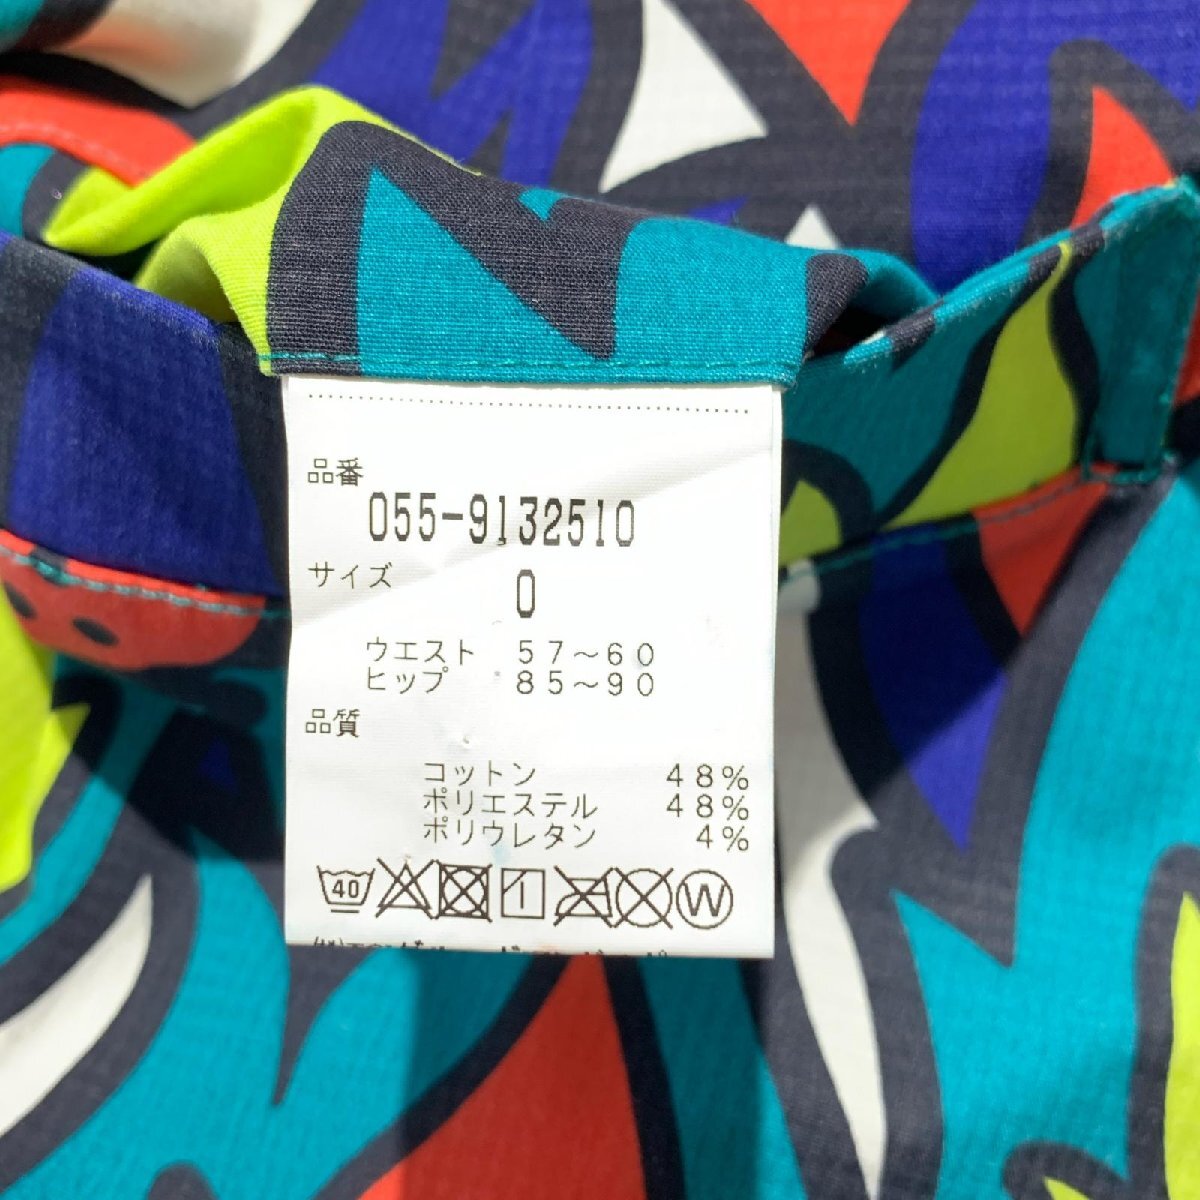 品番
055-9132510
サイズ
0
ウエスト 57～60
ヒップ 85～90
品質
コットン 48%
ポリエステル 48%
ポリウレタン 4%
40 W